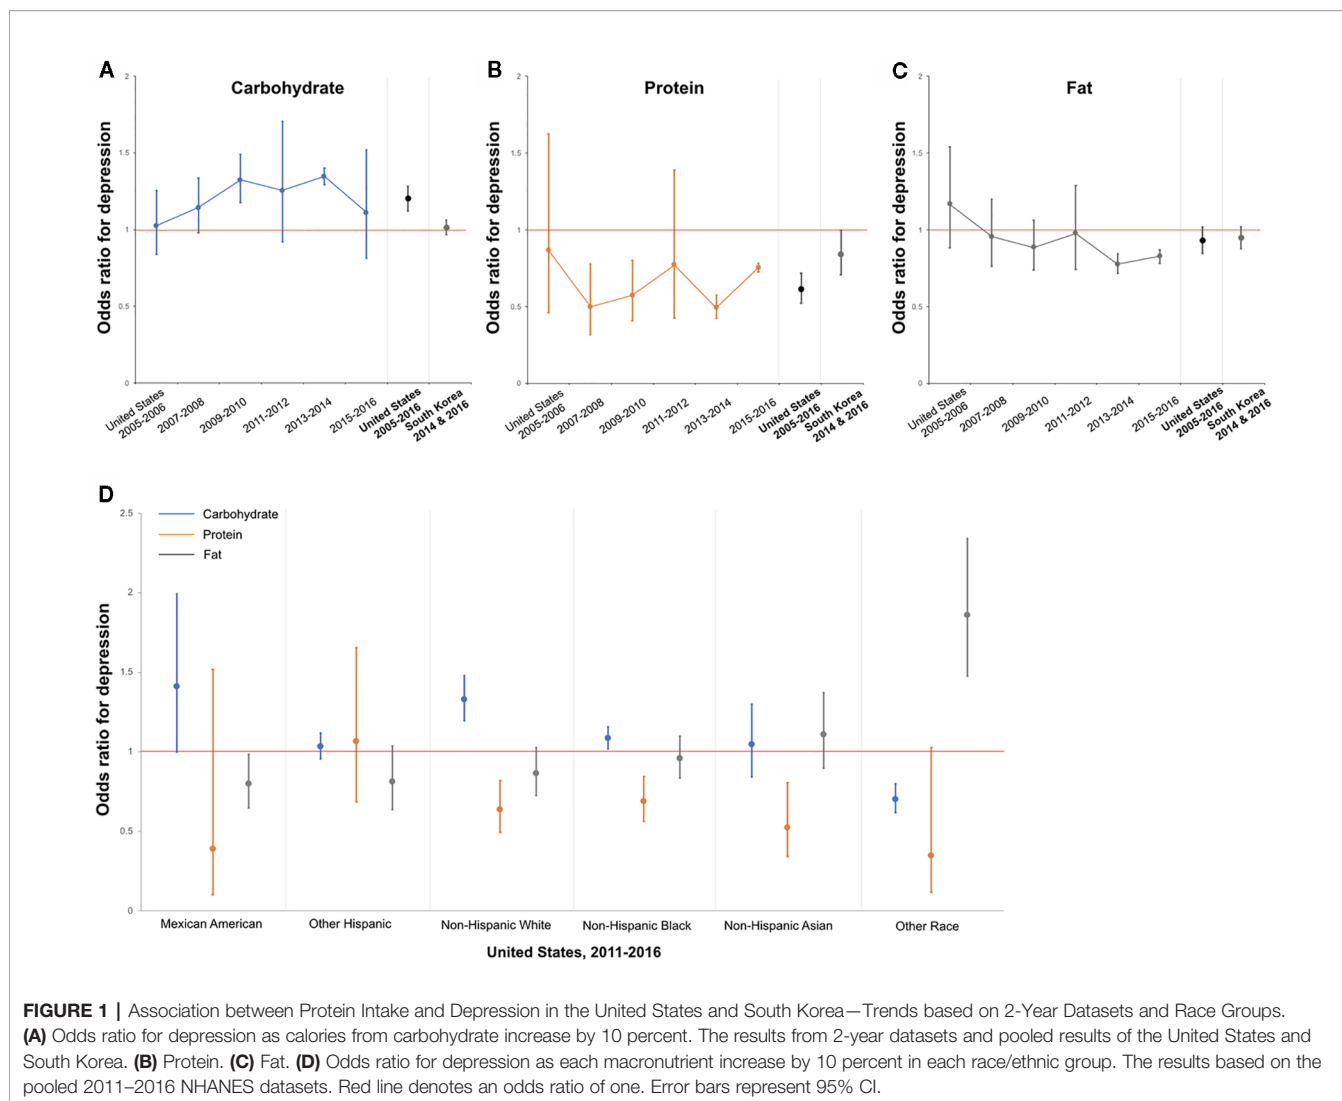 A
Carbohydrate
Odds ratio for depression
2
1.5
1
0.5
0
United States
2005-2006
2007-2008
2009-2010
2011-2012
2013-2014
2015-2016
United States
2005-2016
South Korea
2014 & 2016
B
Protein
Odds ratio for depression
2
1.5
1
0.5
0
United States
2005-2006
2007-2008
2009-2010
2011-2012
2013-2014
2015-2016
United States
2005-2016
South Korea
2014 & 2016
C
Fat
Odds ratio for depression
2
1.5
1
0.5
0
United States
2005-2006
2007-2008
2009-2010
2011-2012
2013-2014
2015-2016
United States
2005-2016
South Korea
2014 & 2016
D
Carbohydrate
Protein
Fat
Odds ratio for depression
2.5
2
1.5
1
0.5
0
Mexican American
Other Hispanic
Non-Hispanic White
Non-Hispanic Black
Non-Hispanic Asian
Other Race
United States, 2011-2016
FIGURE 1 | Association between Protein Intake and Depression in the United States and South Korea—Trends based on 2-Year Datasets and Race Groups.
(A) Odds ratio for depression as calories from carbohydrate increase by 10 percent. The results from 2-year datasets and pooled results of the United States and
South Korea. (B) Protein. (C) Fat. (D) Odds ratio for depression as each macronutrient increase by 10 percent in each race/ethnic group. The results based on the
pooled 2011–2016 NHANES datasets. Red line denotes an odds ratio of one. Error bars represent 95% CI.